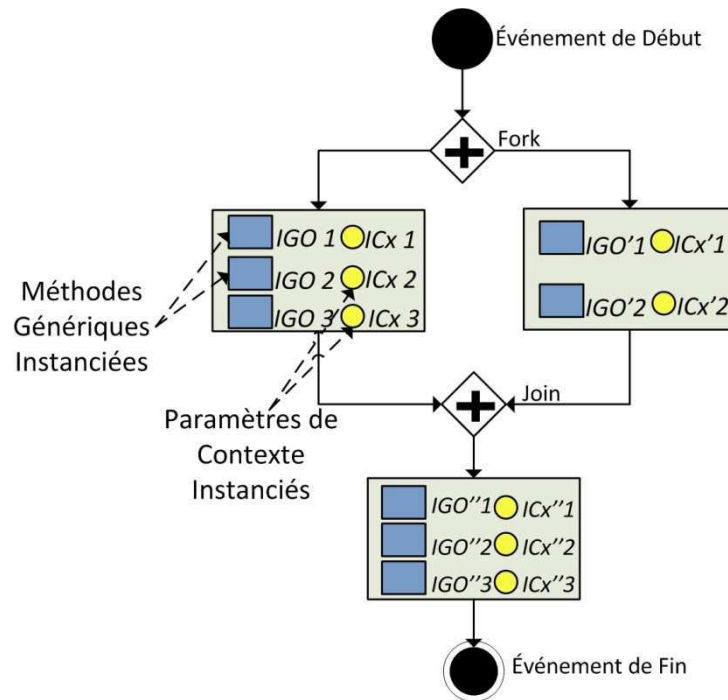 Événement de Début
Fork
IGO 1 ICx 1
IGO 2 ICx 2
IGO 3 ICx 3
IGO'1 ICx'1
IGO'2 ICx'2
Méthodes
Génériques
Instanciées
Paramètres de
Contexte
Instanciés
Join
IGO''1 ICx''1
IGO''2 ICx''2
IGO''3 ICx''3
Événement de Fin